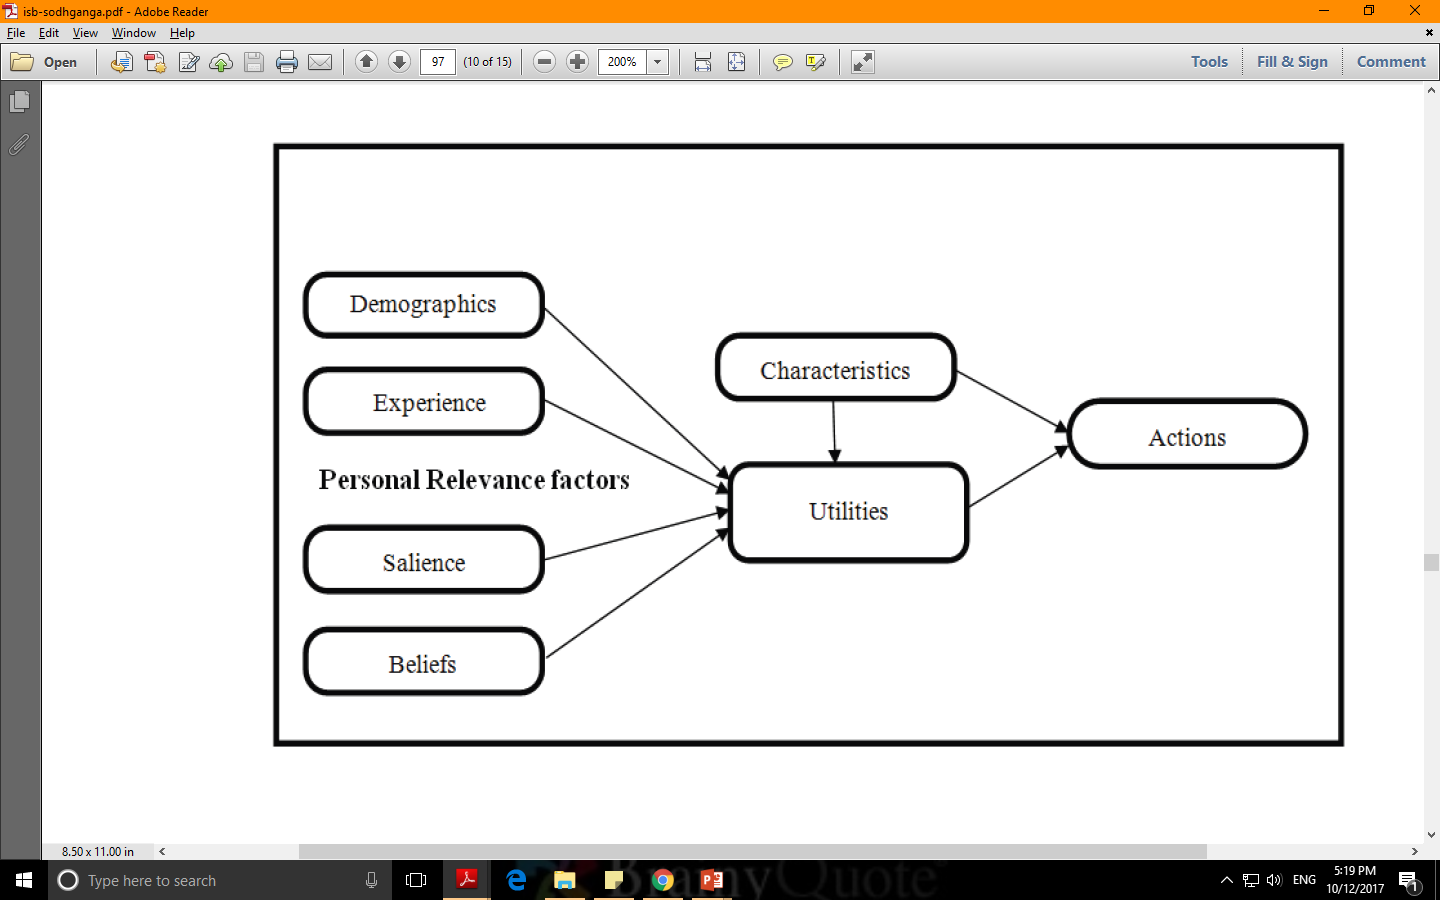 isb-sodhganga.pdf - Adobe Reader
File Edit View Window Help
Open 97 (10 of 15) 200% Tools Fill & Sign Comment
Demographics
Experience
Personal Relevance factors
Salience
Beliefs
Characteristics
Utilities
Actions
8.50 x 11.00 in
Type here to search
BrainyQuote
ENG
5:19 PM
10/12/2017
1